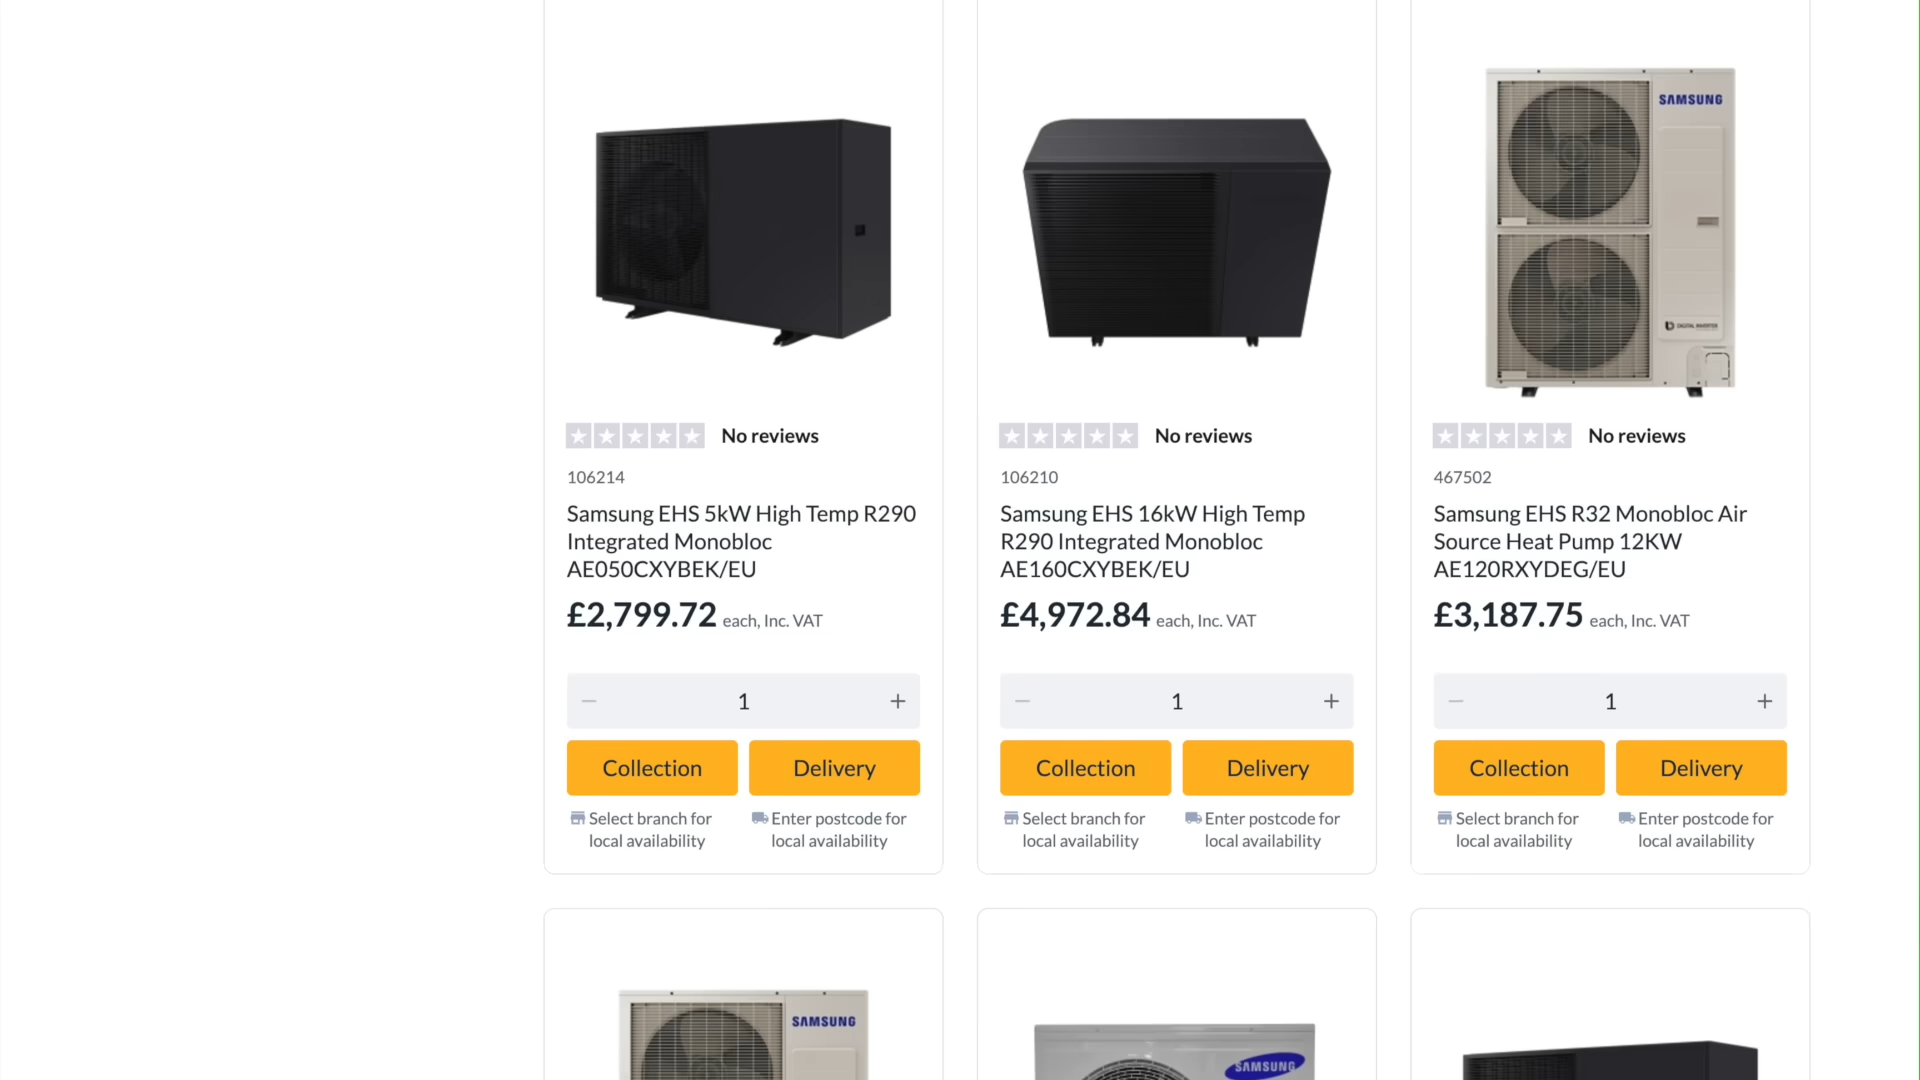 SAMSUNG
DIGITAL INVERTER
No reviews
No reviews
No reviews
106214
106210
467502
Samsung EHS 5kW High Temp R290
Integrated Monobloc
AE050CXYBEK/EU
Samsung EHS 16kW High Temp
R290 Integrated Monobloc
AE160CXYBEK/EU
Samsung EHS R32 Monobloc Air
Source Heat Pump 12KW
AE120RXYDEG/EU
£2,799.72 each, Inc. VAT
£4,972.84 each, Inc. VAT
£3,187.75 each, Inc. VAT
− 1 +
− 1 +
− 1 +
Collection Delivery
Collection Delivery
Collection Delivery
Select branch for
local availability
Enter postcode for
local availability
Select branch for
local availability
Enter postcode for
local availability
Select branch for
local availability
Enter postcode for
local availability
SAMSUNG
SAMSUNG